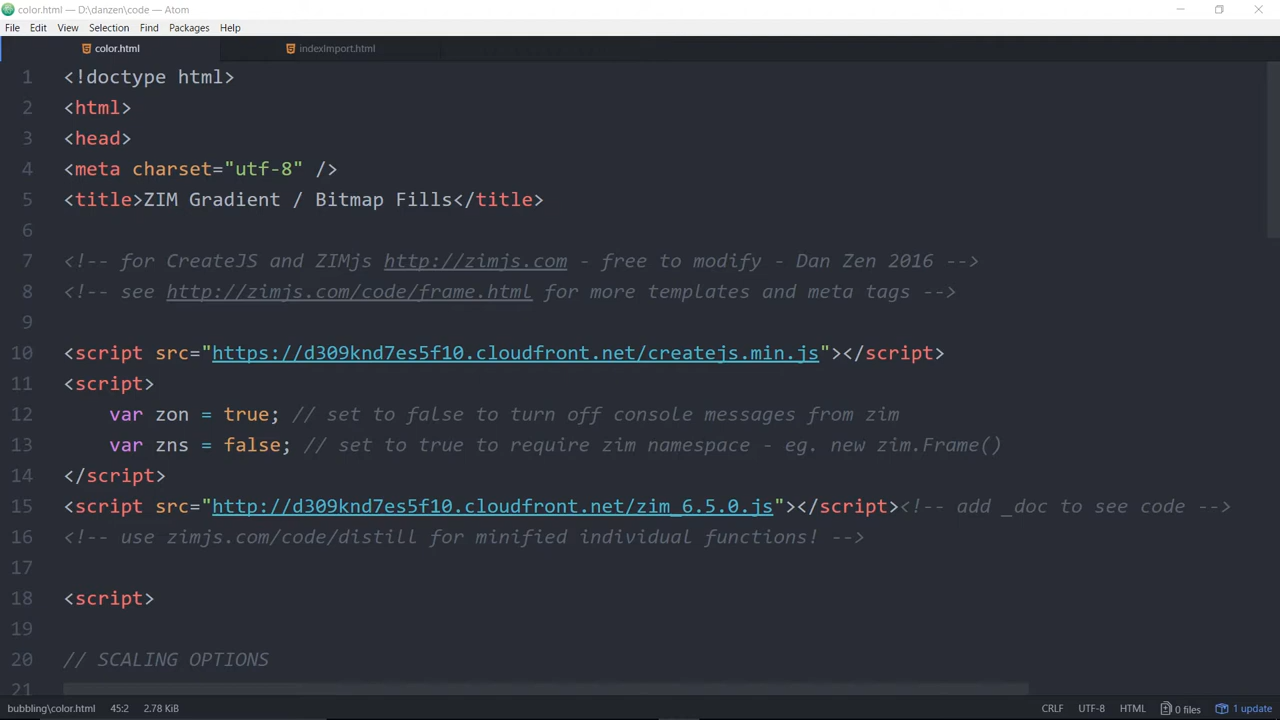 color.html — D:\danzen\code — Atom
File Edit View Selection Find Packages Help
color.html indexImport.html
1 <!doctype html>
2 <html>
3 <head>
4 <meta charset="utf-8" />
5 <title>ZIM Gradient / Bitmap Fills</title>
6
7 <!-- for CreateJS and ZIMjs http://zimjs.com - free to modify - Dan Zen 2016 -->
8 <!-- see http://zimjs.com/code/frame.html for more templates and meta tags -->
9
10 <script src="https://d309knd7es5f10.cloudfront.net/createjs.min.js"></script>
11 <script>
12 var zon = true; // set to false to turn off console messages from zim
13 var zns = false; // set to true to require zim namespace - eg. new zim.Frame()
14 </script>
15 <script src="http://d309knd7es5f10.cloudfront.net/zim_6.5.0.js"></script><!-- add _doc to see code -->
16 <!-- use zimjs.com/code/distill for minified individual functions! -->
17
18 <script>
19
20 // SCALING OPTIONS
21
bubbling\color.html 45:2 2.78 KiB CRLF UTF-8 HTML 0 files 1 update